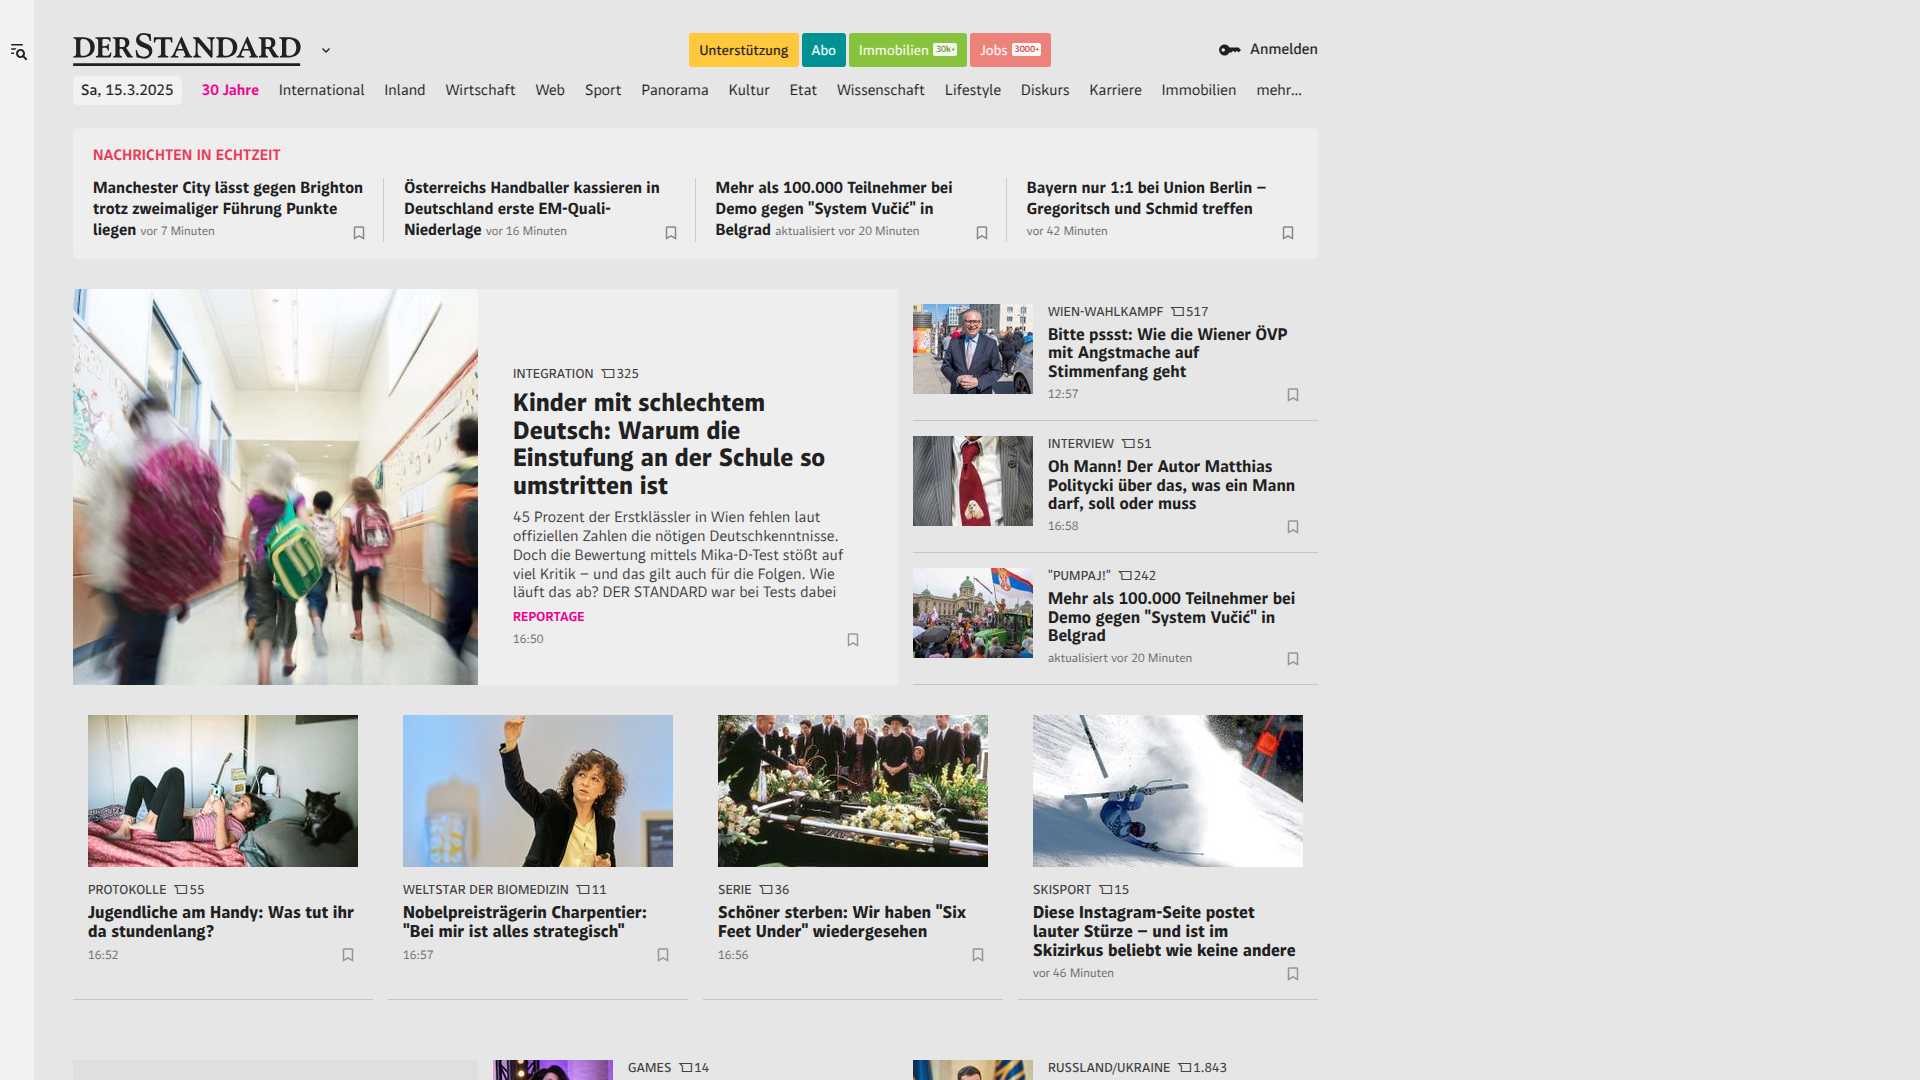 DERSTANDARD
Unterstützung
Abo
Immobilien 30k+
Jobs 3000+
Anmelden
Sa, 15.3.2025
30 Jahre
International
Inland
Wirtschaft
Web
Sport
Panorama
Kultur
Etat
Wissenschaft
Lifestyle
Diskurs
Karriere
Immobilien
mehr...
NACHRICHTEN IN ECHTZEIT
Manchester City lässt gegen Brighton
trotz zweimaliger Führung Punkte
liegen vor 7 Minuten
Österreichs Handballer kassieren in
Deutschland erste EM-Quali-
Niederlage vor 16 Minuten
Mehr als 100.000 Teilnehmer bei
Demo gegen "System Vučić" in
Belgrad aktualisiert vor 20 Minuten
Bayern nur 1:1 bei Union Berlin –
Gregoritsch und Schmid treffen
vor 42 Minuten
INTEGRATION 325
Kinder mit schlechtem
Deutsch: Warum die
Einstufung an der Schule so
umstritten ist
45 Prozent der Erstklässler in Wien fehlen laut
offiziellen Zahlen die nötigen Deutschkenntnisse.
Doch die Bewertung mittels Mika-D-Test stößt auf
viel Kritik – und das gilt auch für die Folgen. Wie
läuft das ab? DER STANDARD war bei Tests dabei
REPORTAGE
16:50
WIEN-WAHLKAMPF 517
Bitte pssst: Wie die Wiener ÖVP
mit Angstmache auf
Stimmenfang geht
12:57
INTERVIEW 51
Oh Mann! Der Autor Matthias
Politycki über das, was ein Mann
darf, soll oder muss
16:58
"PUMPAJ!" 242
Mehr als 100.000 Teilnehmer bei
Demo gegen "System Vučić" in
Belgrad
aktualisiert vor 20 Minuten
PROTOKOLLE 55
Jugendliche am Handy: Was tut ihr
da stundenlang?
16:52
WELTSTAR DER BIOMEDIZIN 11
Nobelpreisträgerin Charpentier:
"Bei mir ist alles strategisch"
16:57
SERIE 36
Schöner sterben: Wir haben "Six
Feet Under" wiedergesehen
16:56
SKISPORT 15
Diese Instagram-Seite postet
lauter Stürze – und ist im
Skizirkus beliebt wie keine andere
vor 46 Minuten
GAMES 14
RUSSLAND/UKRAINE 1.843